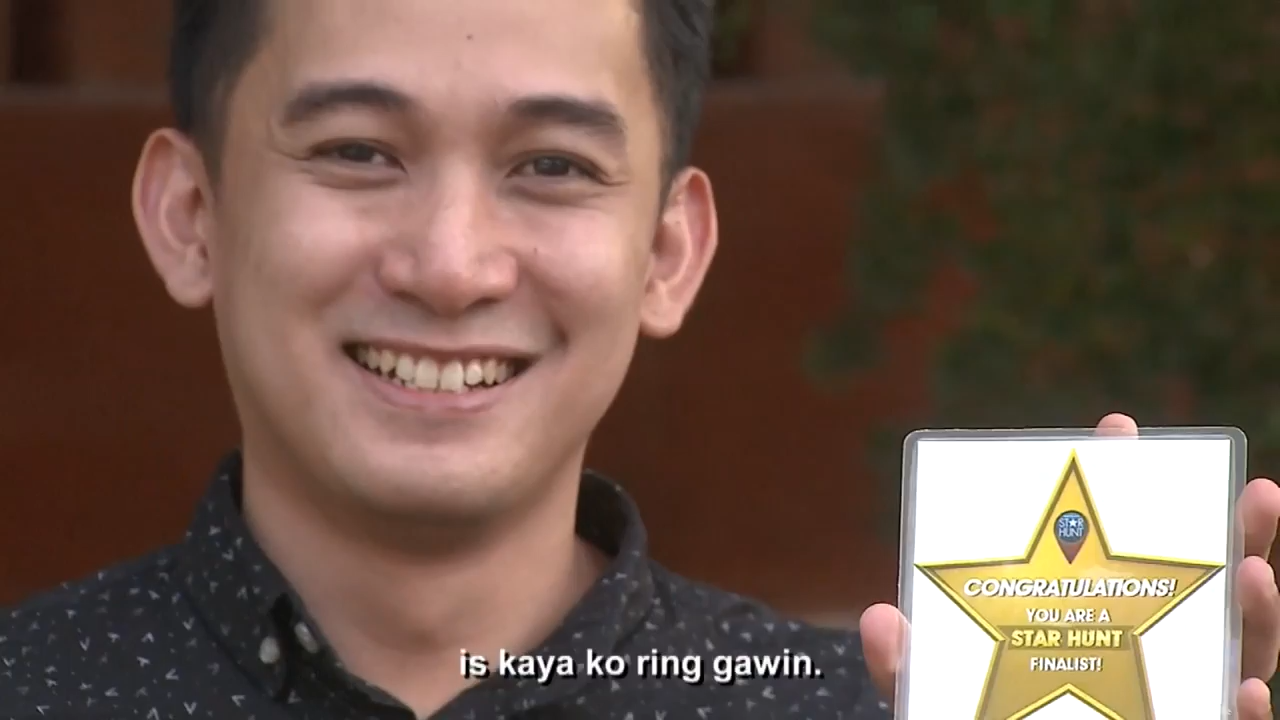 STAR
HUNT
CONGRATULATIONS!
YOU ARE A
STAR HUNT
FINALIST!
is kaya ko ring gawin.